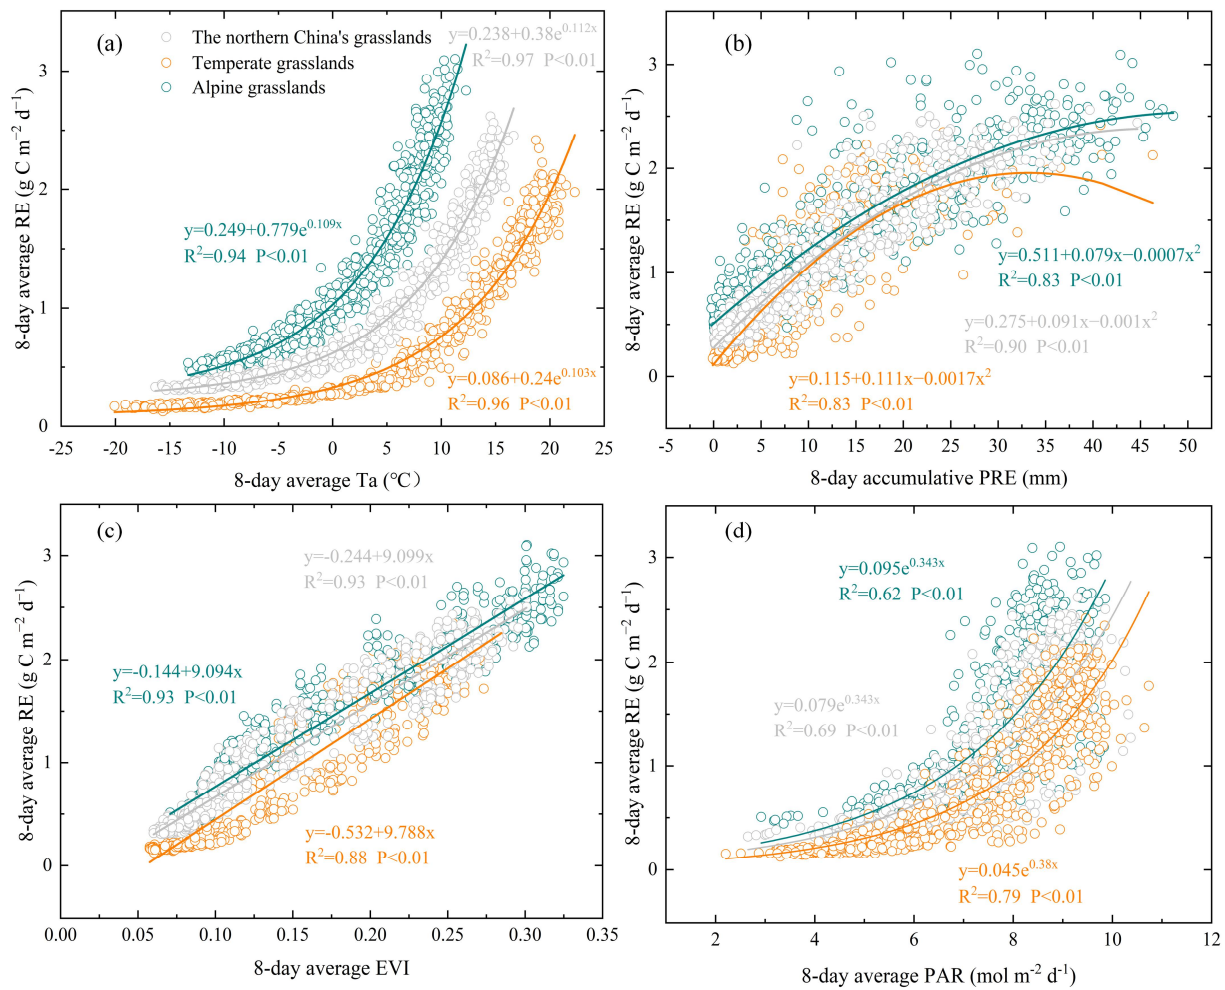 (a)
The northern China's grasslands
Temperate grasslands
Alpine grasslands
y=0.238+0.38e^0.112x
R²=0.97 P<0.01
y=0.249+0.779e^0.109x
R²=0.94 P<0.01
y=0.086+0.24e^0.103x
R²=0.96 P<0.01
8-day average RE (g C m⁻² d⁻¹)
3
2
1
0
-25 -20 -15 -10 -5 0 5 10 15 20 25
8-day average Ta (℃)
(b)
y=0.511+0.079x−0.0007x²
R²=0.83 P<0.01
y=0.275+0.091x−0.001x²
R²=0.90 P<0.01
y=0.115+0.111x−0.0017x²
R²=0.83 P<0.01
8-day average RE (g C m⁻² d⁻¹)
3
2
1
0
-5 0 5 10 15 20 25 30 35 40 45 50
8-day accumulative PRE (mm)
(c)
y=-0.244+9.099x
R²=0.93 P<0.01
y=-0.144+9.094x
R²=0.93 P<0.01
y=-0.532+9.788x
R²=0.88 P<0.01
8-day average RE (g C m⁻² d⁻¹)
3
2
1
0
0.00 0.05 0.10 0.15 0.20 0.25 0.30 0.35
8-day average EVI
(d)
y=0.095e^0.343x
R²=0.62 P<0.01
y=0.079e^0.343x
R²=0.69 P<0.01
y=0.045e^0.38x
R²=0.79 P<0.01
8-day average RE (g C m⁻² d⁻¹)
3
2
1
0
2 4 6 8 10 12
8-day average PAR (mol m⁻² d⁻¹)